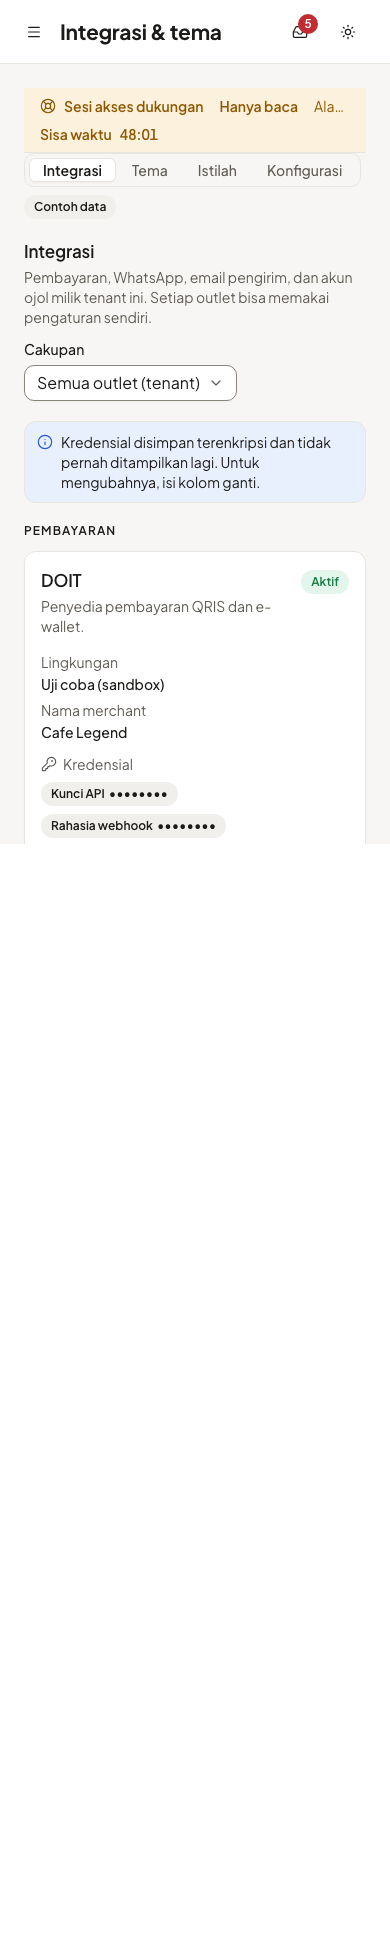 Integrasi & tema
5
Sesi akses dukungan Hanya baca Ala…
Sisa waktu 48:01
Integrasi Tema Istilah Konfigurasi
Contoh data
Integrasi
Pembayaran, WhatsApp, email pengirim, dan akun
ojol milik tenant ini. Setiap outlet bisa memakai
pengaturan sendiri.
Cakupan
Semua outlet (tenant)
Kredensial disimpan terenkripsi dan tidak
pernah ditampilkan lagi. Untuk
mengubahnya, isi kolom ganti.
PEMBAYARAN
DOIT
Aktif
Penyedia pembayaran QRIS dan e-
wallet.
Lingkungan
Uji coba (sandbox)
Nama merchant
Cafe Legend
Kredensial
Kunci API ••••••••
Rahasia webhook ••••••••